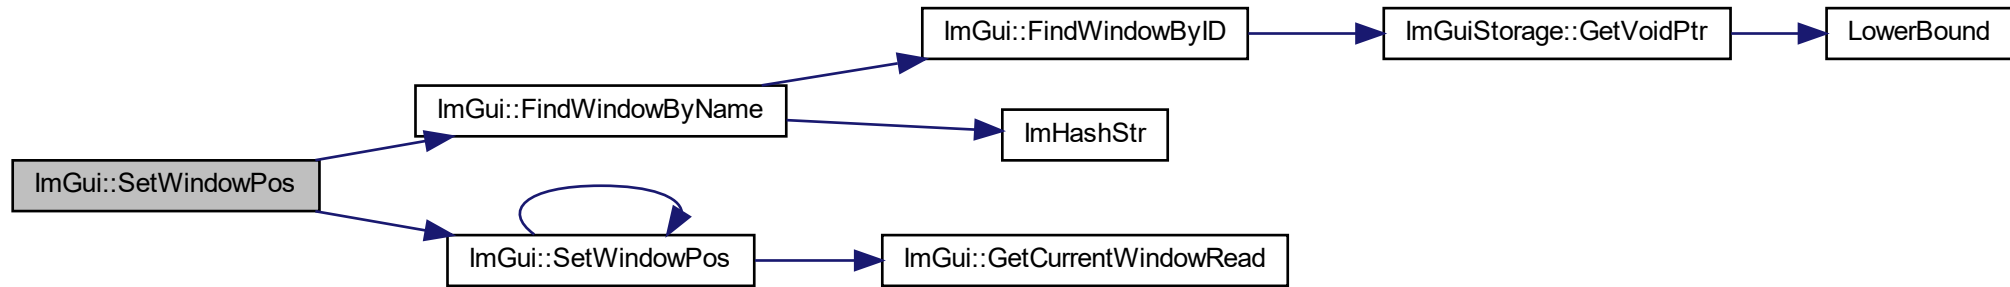 ImGui::SetWindowPos
ImGui::FindWindowByName
ImGui::FindWindowByID
ImGuiStorage::GetVoidPtr
LowerBound
ImHashStr
ImGui::SetWindowPos
ImGui::GetCurrentWindowRead